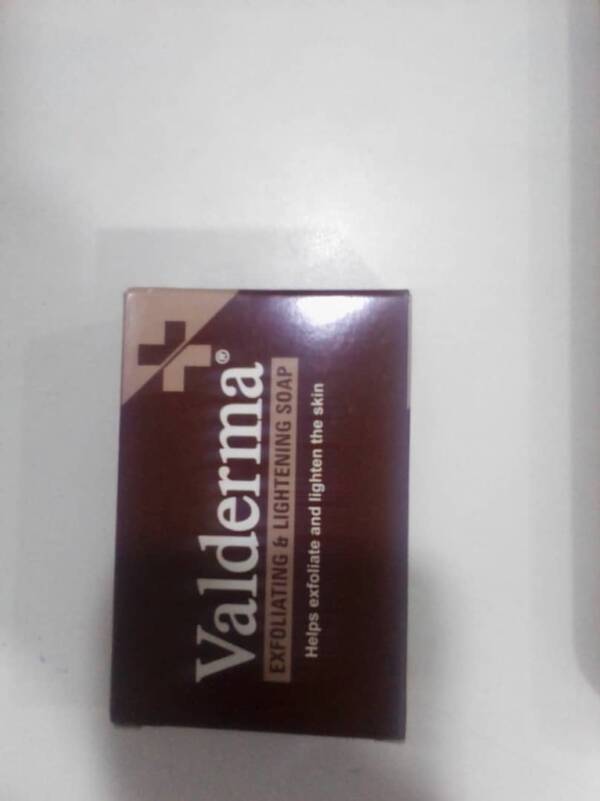 Valderma®
EXFOLIATING & LIGHTENING SOAP
Helps exfoliate and lighten the skin